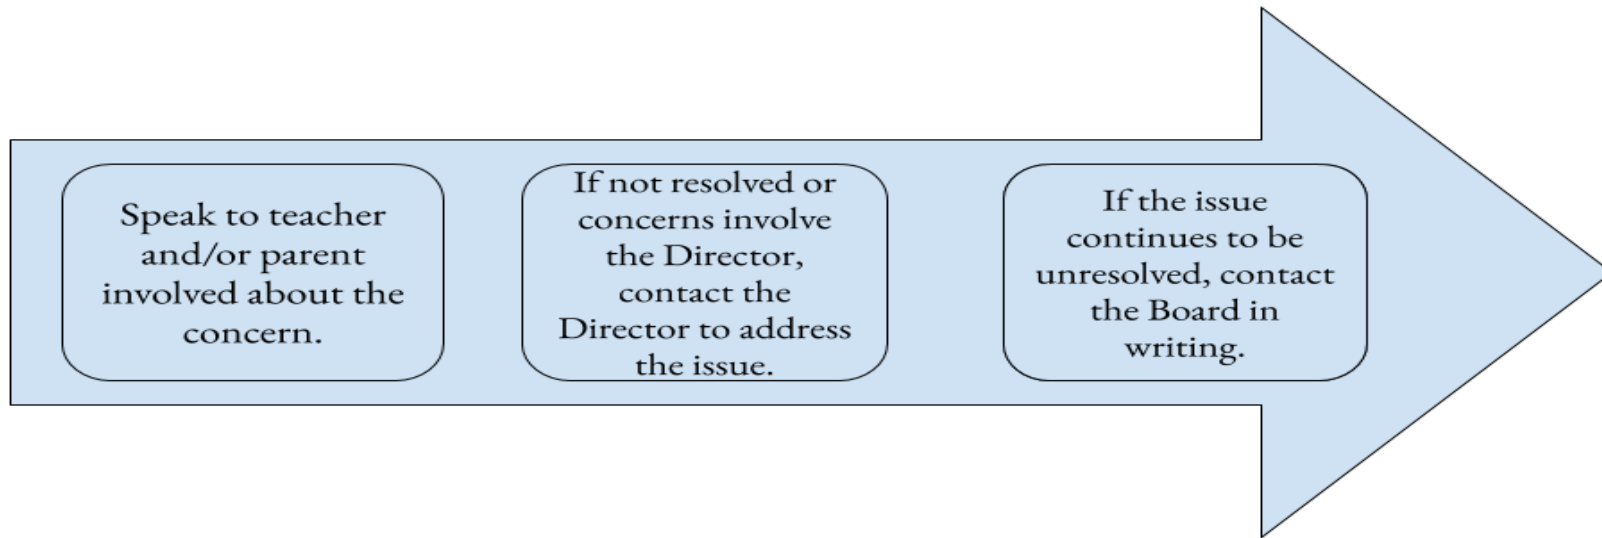 Speak to teacher
and/or parent
involved about the
concern.
If not resolved or
concerns involve
the Director,
contact the
Director to address
the issue.
If the issue
continues to be
unresolved, contact
the Board in
writing.